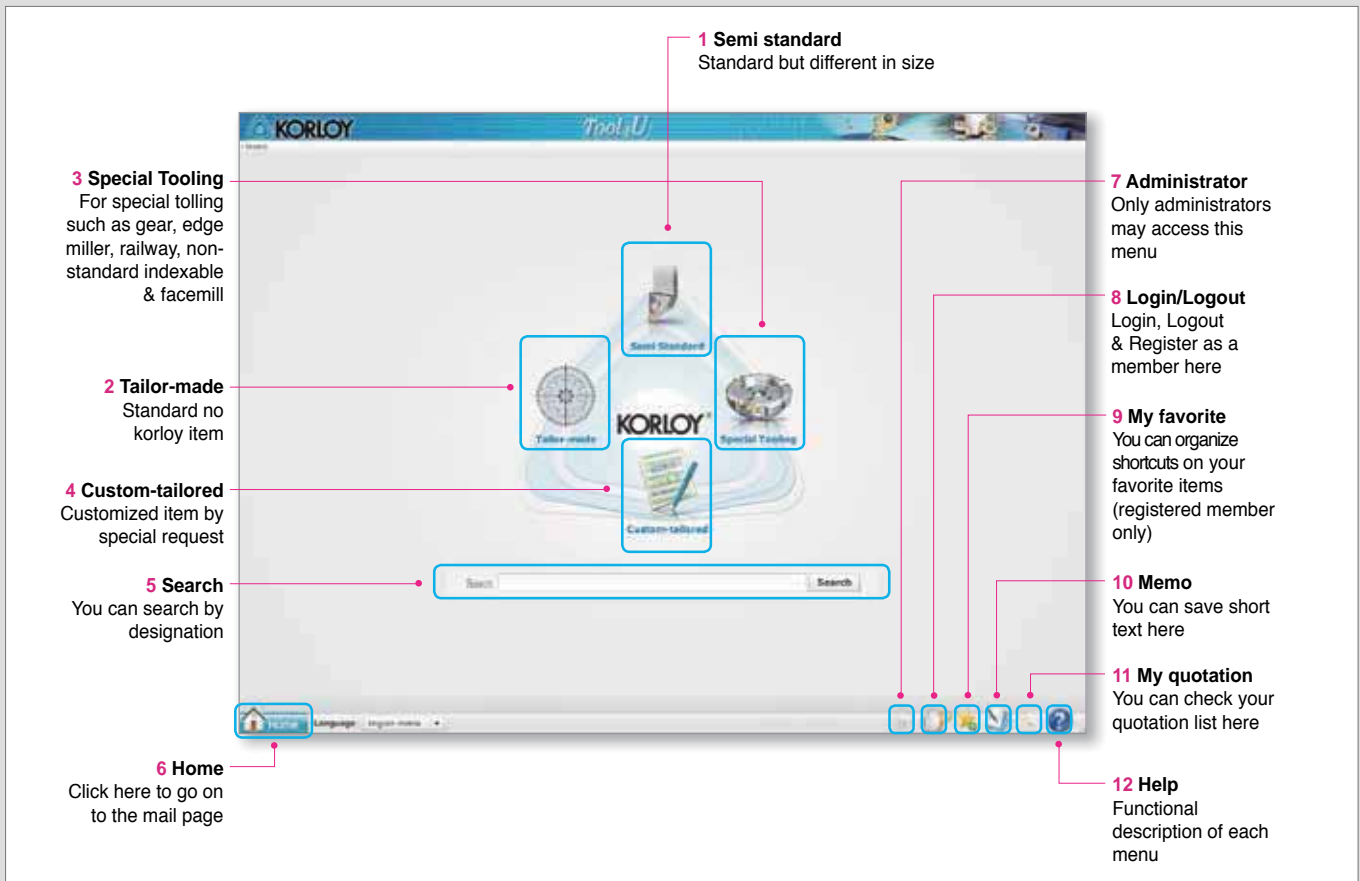 1 Semi standard
Standard but different in size
KORLOY
Tool4U
3 Special Tooling
For special tolling
such as gear, edge
miller, railway, non-
standard indexable
& facemill
7 Administrator
Only administrators
may access this
menu
8 Login/Logout
Login, Logout
& Register as a
member here
Semi Standard
2 Tailor-made
Standard no
korloy item
KORLOY
Tailor-made
Special Tooling
9 My favorite
You can organize
shortcuts on your
favorite items
(registered member
only)
4 Custom-tailored
Customized item by
special request
Custom-tailored
5 Search
You can search by
designation
Search
10 Memo
You can save short
text here
11 My quotation
You can check your
quotation list here
Home
Language
6 Home
Click here to go on
to the mail page
12 Help
Functional
description of each
menu